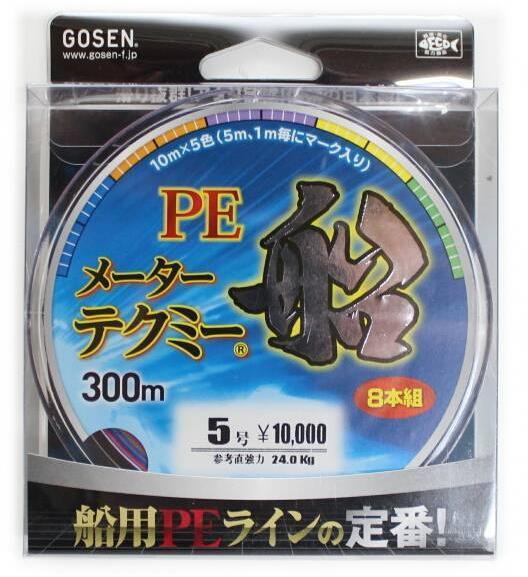 GOSEN®
www.gosen-f.jp
10m×5色(5m、1m毎にマーク入り)
PE
船
メーター
テクミー®
300m
8本組
5号 ¥10,000
参考直強力 24.0 Kg
船用PEラインの定番!